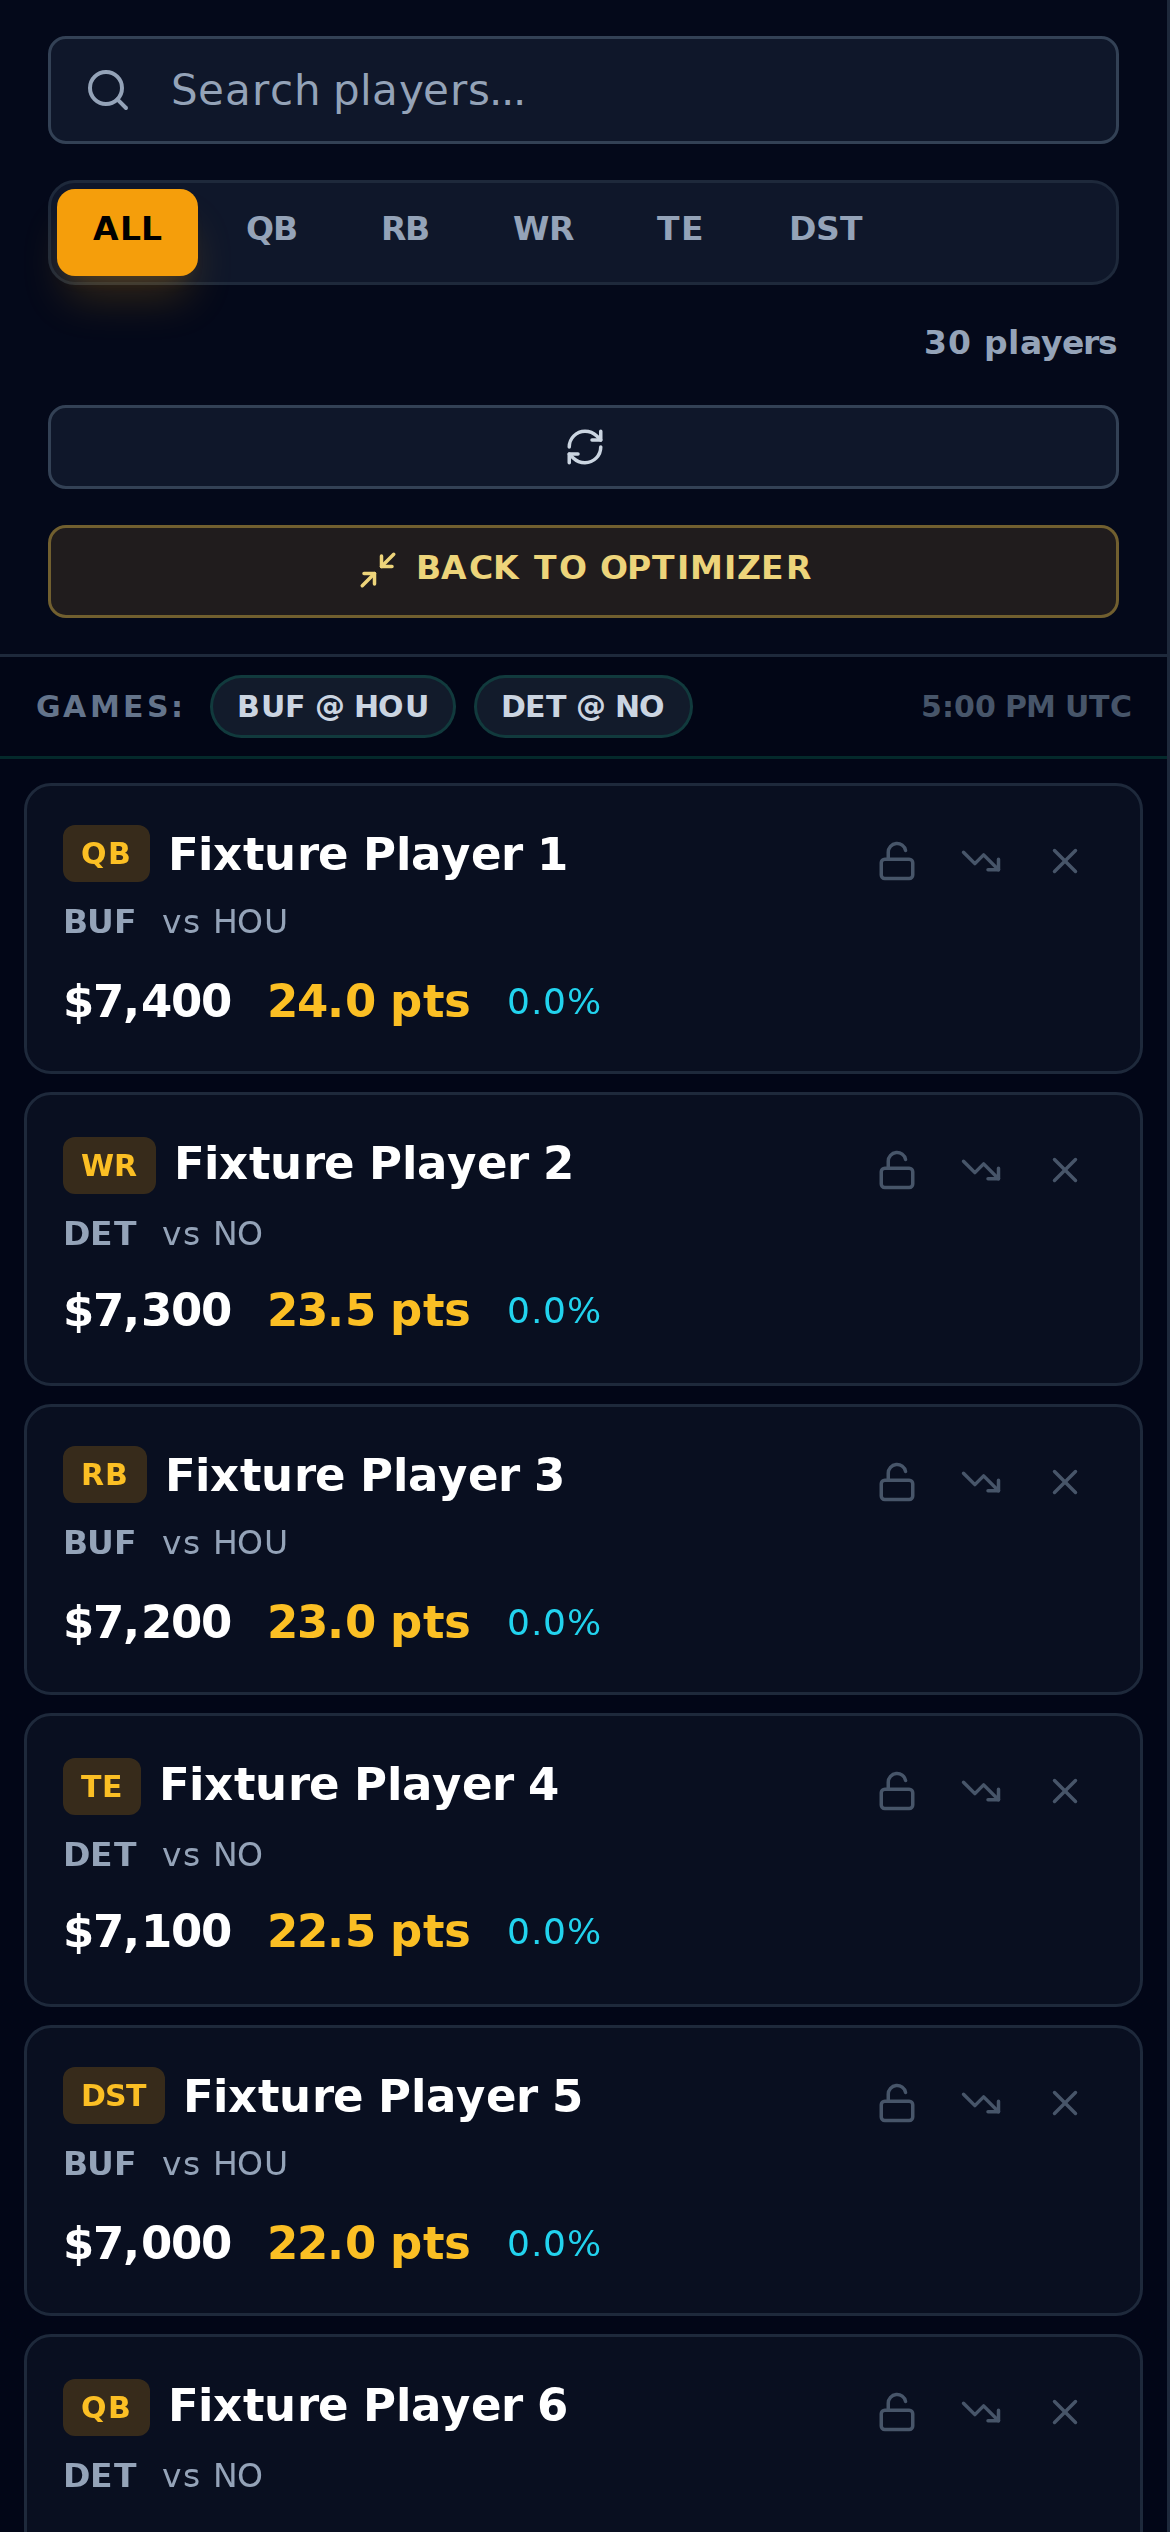 Search players...
ALL QB RB WR TE DST
30 players
BACK TO OPTIMIZER
GAMES: BUF @ HOU DET @ NO 5:00 PM UTC
QB Fixture Player 1
BUF vs HOU
$7,400 24.0 pts 0.0%
WR Fixture Player 2
DET vs NO
$7,300 23.5 pts 0.0%
RB Fixture Player 3
BUF vs HOU
$7,200 23.0 pts 0.0%
TE Fixture Player 4
DET vs NO
$7,100 22.5 pts 0.0%
DST Fixture Player 5
BUF vs HOU
$7,000 22.0 pts 0.0%
QB Fixture Player 6
DET vs NO